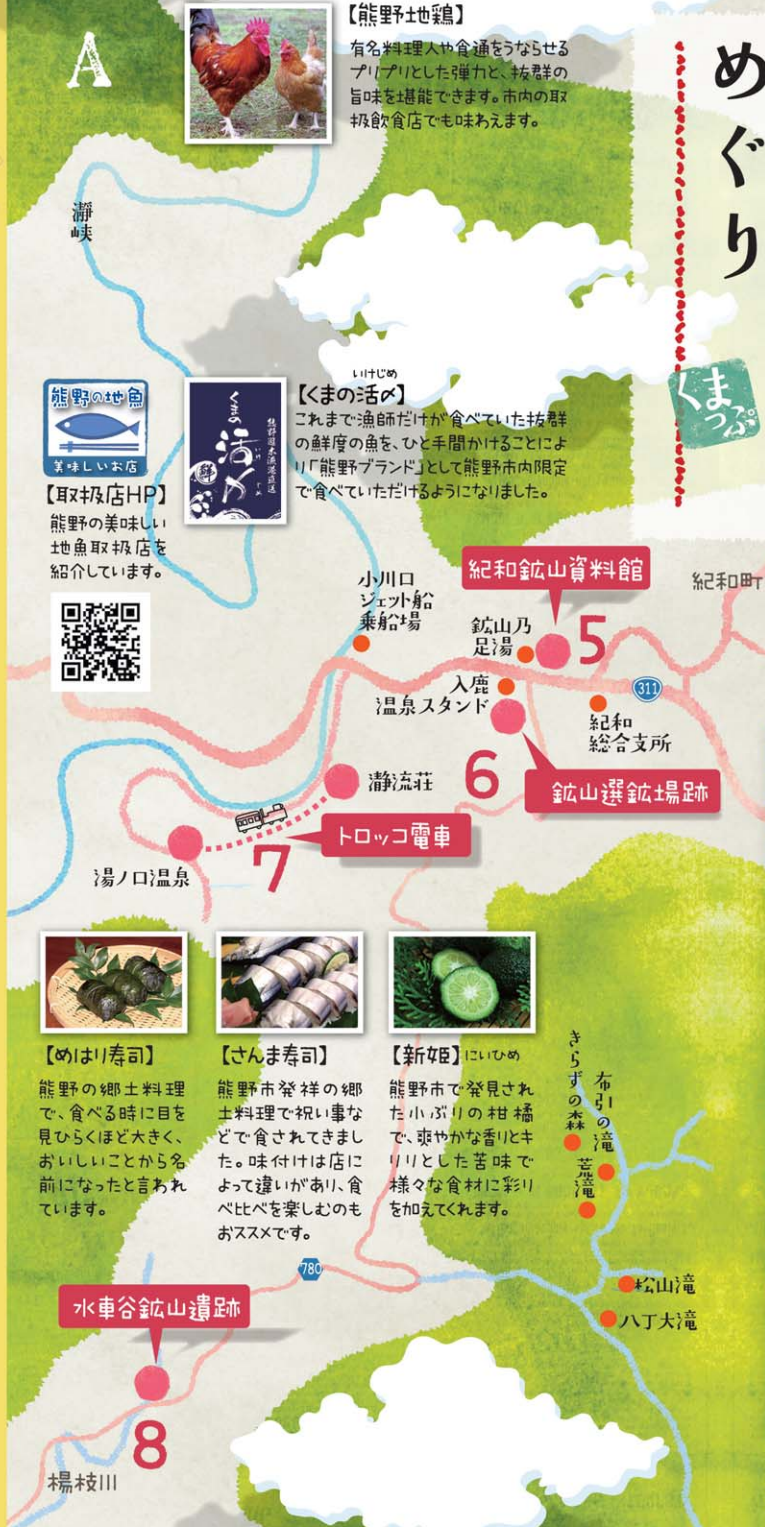 めぐり
くまっぷ
A
【熊野地鶏】
有名料理人や食通をうならせる
プリプリとした弾力と、抜群の
旨味を堪能できます。市内の取
扱飲食店でも味わえます。
瀞峡
熊野の地魚
美味しいお店
【取扱店HP】
熊野の美味しい
地魚取扱店を
紹介しています。
くまの
活〆
いけじめ
鮮
熊野灘本漁港直送
いけじめ
【くまの活〆】
これまで漁師だけが食べていた抜群
の鮮度の魚を、ひと手間かけることによ
り「熊野ブランド」として熊野市内限定
で食べていただけるようになりました。
小川口
ジェット船
乗船場
紀和鉱山資料館
5
紀和町
鉱山乃
足湯
入鹿
温泉スタンド
311
紀和
総合支所
6
鉱山選鉱場跡
瀞流荘
トロッコ電車
7
湯ノ口温泉
【めはり寿司】
熊野の郷土料理
で、食べる時に目を
見ひらくほど大きく、
おいしいことから名
前になったと言われ
ています。
【さんま寿司】
熊野市発祥の郷
土料理で祝い事な
どで食されてきまし
た。味付けは店に
よって違いがあり、食
べ比べを楽しむのも
おススメです。
【新姫】にいひめ
熊野市で発見され
た小ぶりの柑橘
で、爽やかな香りとキ
リリとした苦味で
様々な食材に彩り
を加えてくれます。
きらずの森
布引の滝
荒滝
松山滝
八丁大滝
780
水車谷鉱山遺跡
8
楊枝川